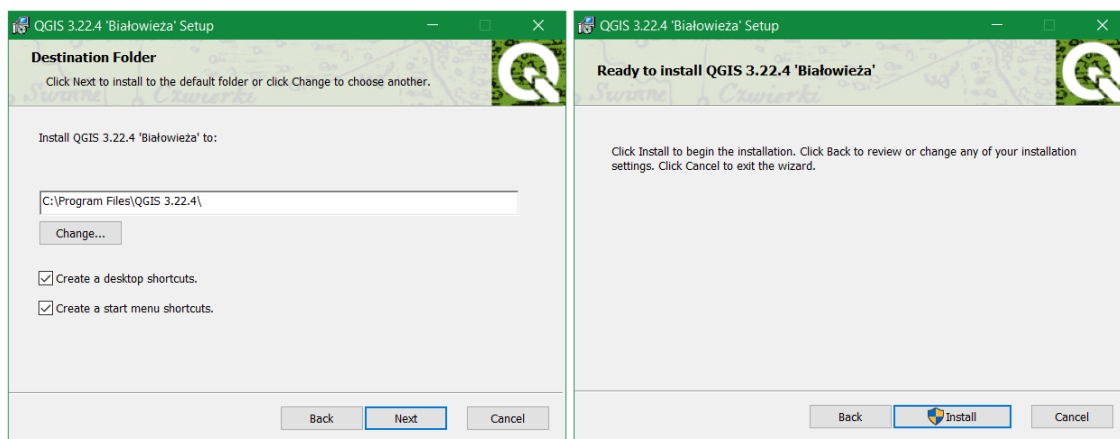 QGIS 3.22.4 'Białowieża' Setup
Destination Folder
Click Next to install to the default folder or click Change to choose another.
Swinne Czwierki
Install QGIS 3.22.4 'Białowieża' to:
C:\Program Files\QGIS 3.22.4\
Change...
Create a desktop shortcuts.
Create a start menu shortcuts.
Back Next Cancel
QGIS 3.22.4 'Białowieża' Setup
Ready to install QGIS 3.22.4 'Białowieża'
Swinne Czwierki
Click Install to begin the installation. Click Back to review or change any of your installation
settings. Click Cancel to exit the wizard.
Back Install Cancel